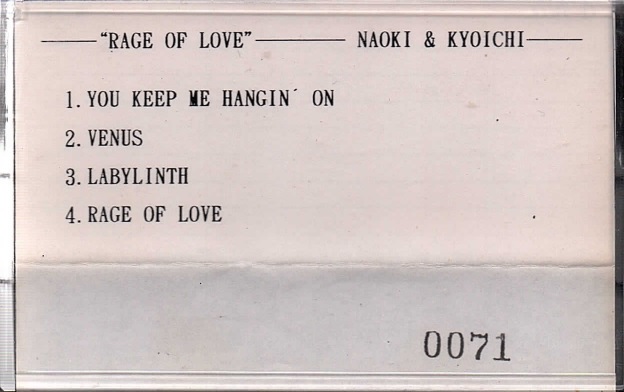 “RAGE OF LOVE” NAOKI & KYOICHI
1. YOU KEEP ME HANGIN´ ON
2. VENUS
3. LABYLINTH
4. RAGE OF LOVE
0071